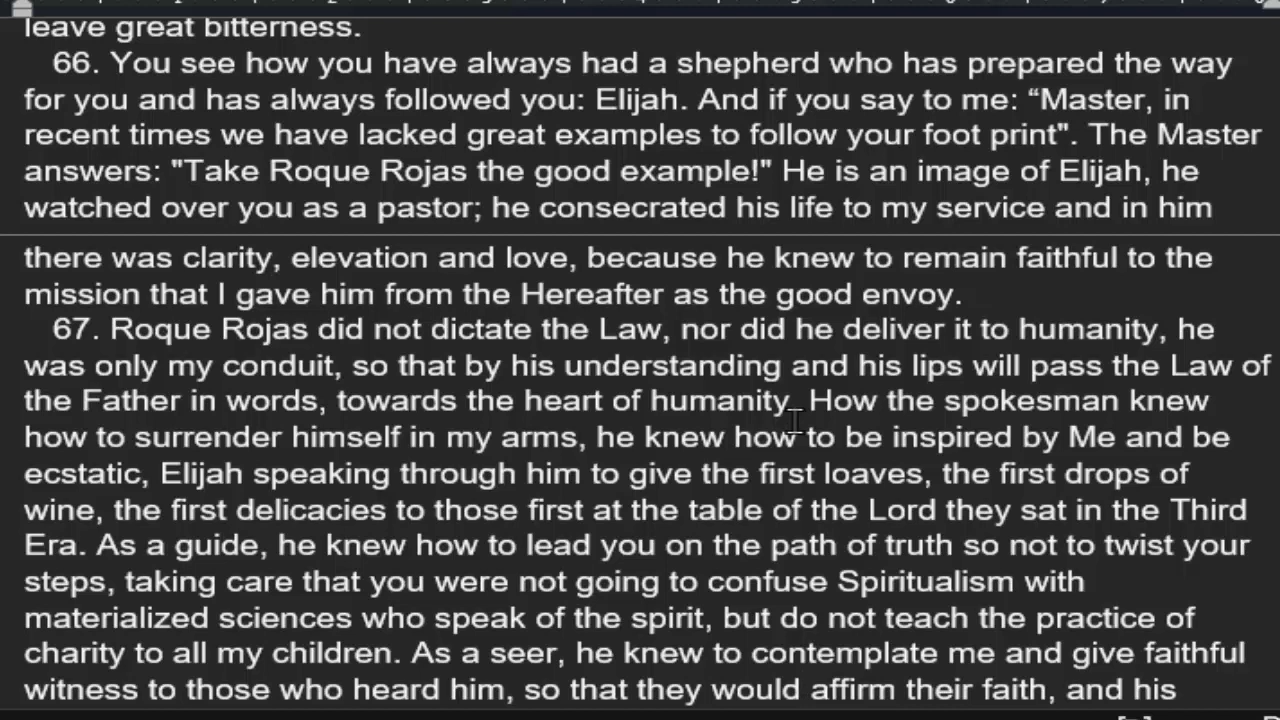 leave great bitterness.
66. You see how you have always had a shepherd who has prepared the way
for you and has always followed you: Elijah. And if you say to me: “Master, in
recent times we have lacked great examples to follow your foot print". The Master
answers: "Take Roque Rojas the good example!" He is an image of Elijah, he
watched over you as a pastor; he consecrated his life to my service and in him
there was clarity, elevation and love, because he knew to remain faithful to the
mission that I gave him from the Hereafter as the good envoy.
67. Roque Rojas did not dictate the Law, nor did he deliver it to humanity, he
was only my conduit, so that by his understanding and his lips will pass the Law of
the Father in words, towards the heart of humanity. How the spokesman knew
how to surrender himself in my arms, he knew how to be inspired by Me and be
ecstatic, Elijah speaking through him to give the first loaves, the first drops of
wine, the first delicacies to those first at the table of the Lord they sat in the Third
Era. As a guide, he knew how to lead you on the path of truth so not to twist your
steps, taking care that you were not going to confuse Spiritualism with
materialized sciences who speak of the spirit, but do not teach the practice of
charity to all my children. As a seer, he knew to contemplate me and give faithful
witness to those who heard him, so that they would affirm their faith, and his